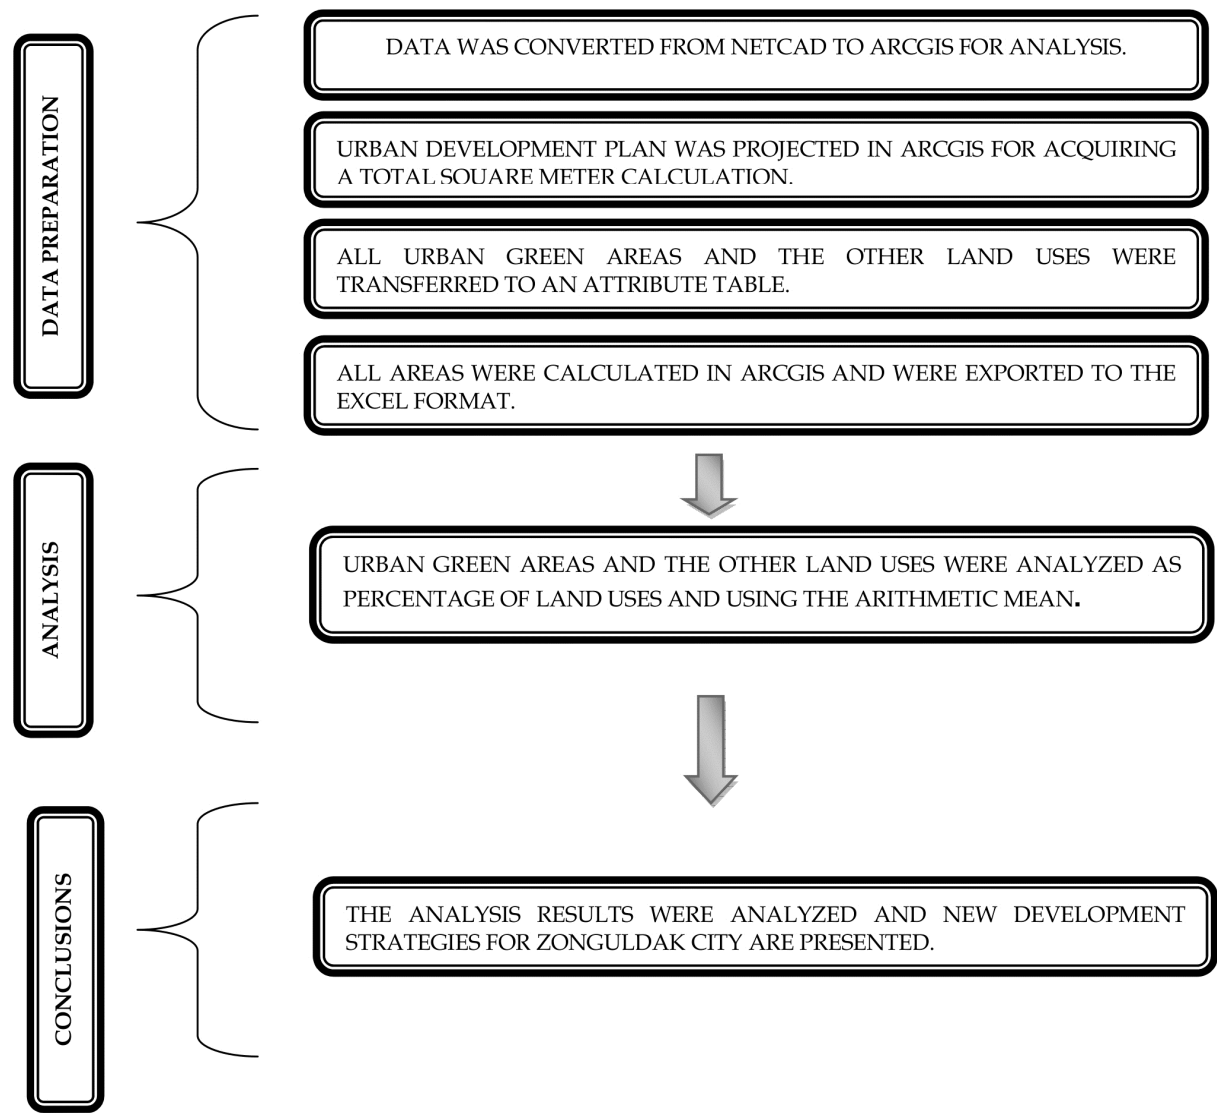 DATA PREPARATION
DATA WAS CONVERTED FROM NETCAD TO ARCGIS FOR ANALYSIS.
URBAN DEVELOPMENT PLAN WAS PROJECTED IN ARCGIS FOR ACQUIRING
A TOTAL SQUARE METER CALCULATION.
ALL URBAN GREEN AREAS AND THE OTHER LAND USES WERE
TRANSFERRED TO AN ATTRIBUTE TABLE.
ALL AREAS WERE CALCULATED IN ARCGIS AND WERE EXPORTED TO THE
EXCEL FORMAT.
ANALYSIS
URBAN GREEN AREAS AND THE OTHER LAND USES WERE ANALYZED AS
PERCENTAGE OF LAND USES AND USING THE ARITHMETIC MEAN.
CONCLUSIONS
THE ANALYSIS RESULTS WERE ANALYZED AND NEW DEVELOPMENT
STRATEGIES FOR ZONGULDAK CITY ARE PRESENTED.